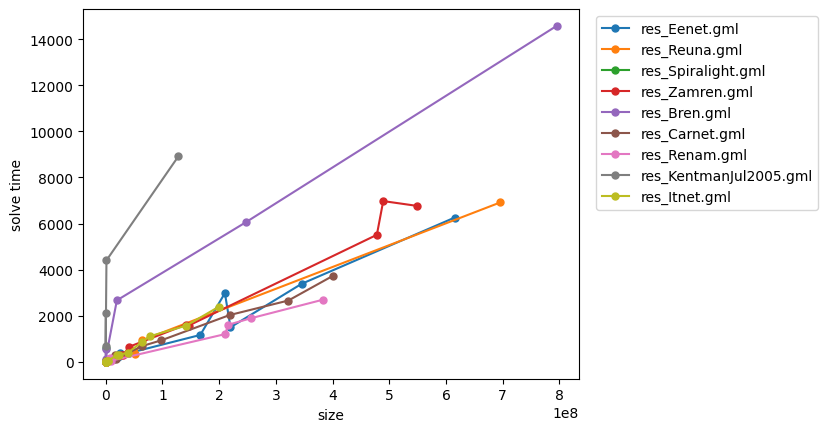 14000
12000
10000
8000
6000
4000
2000
0
solve time
0 1 2 3 4 5 6 7 8
1e8
size
res_Eenet.gml
res_Reuna.gml
res_Spiralight.gml
res_Zamren.gml
res_Bren.gml
res_Carnet.gml
res_Renam.gml
res_KentmanJul2005.gml
res_Itnet.gml